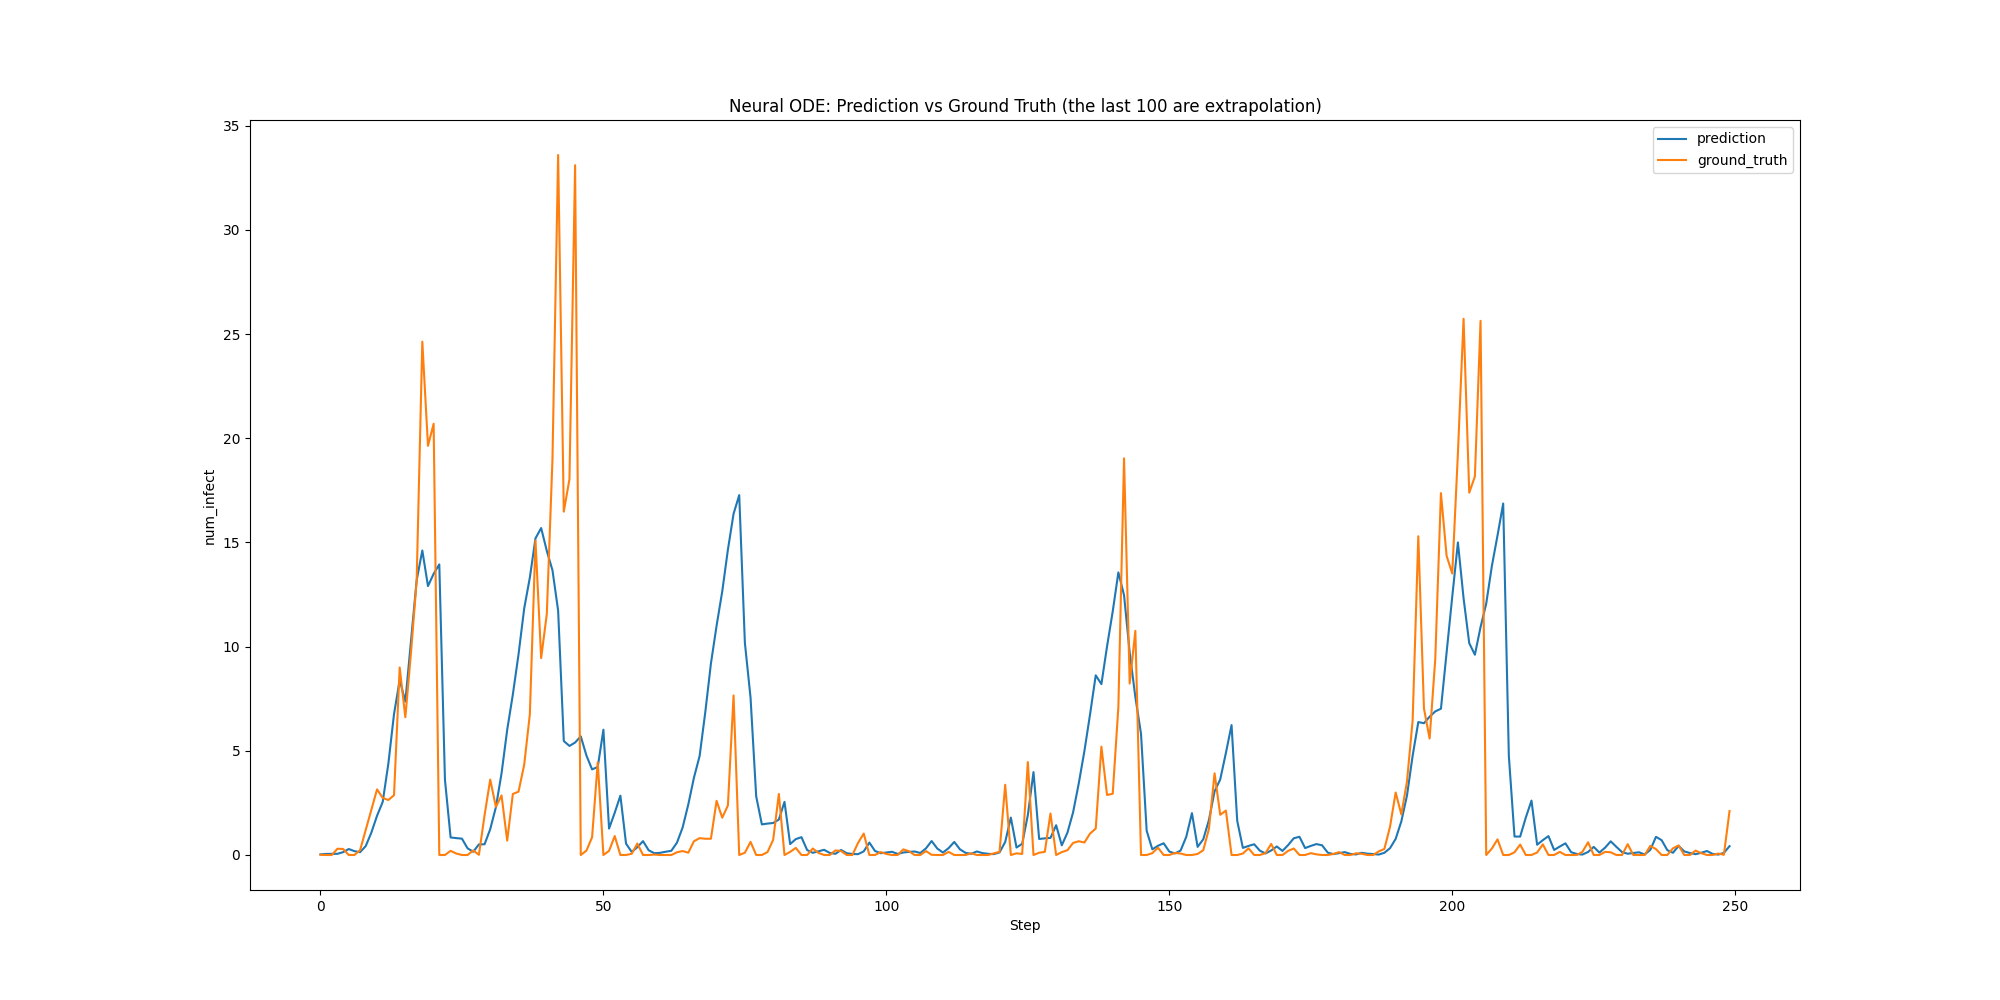 Neural ODE: Prediction vs Ground Truth (the last 100 are extrapolation)
prediction
ground_truth
35
30
25
20
15
10
5
0
num_infect
0
50
100
150
200
250
Step